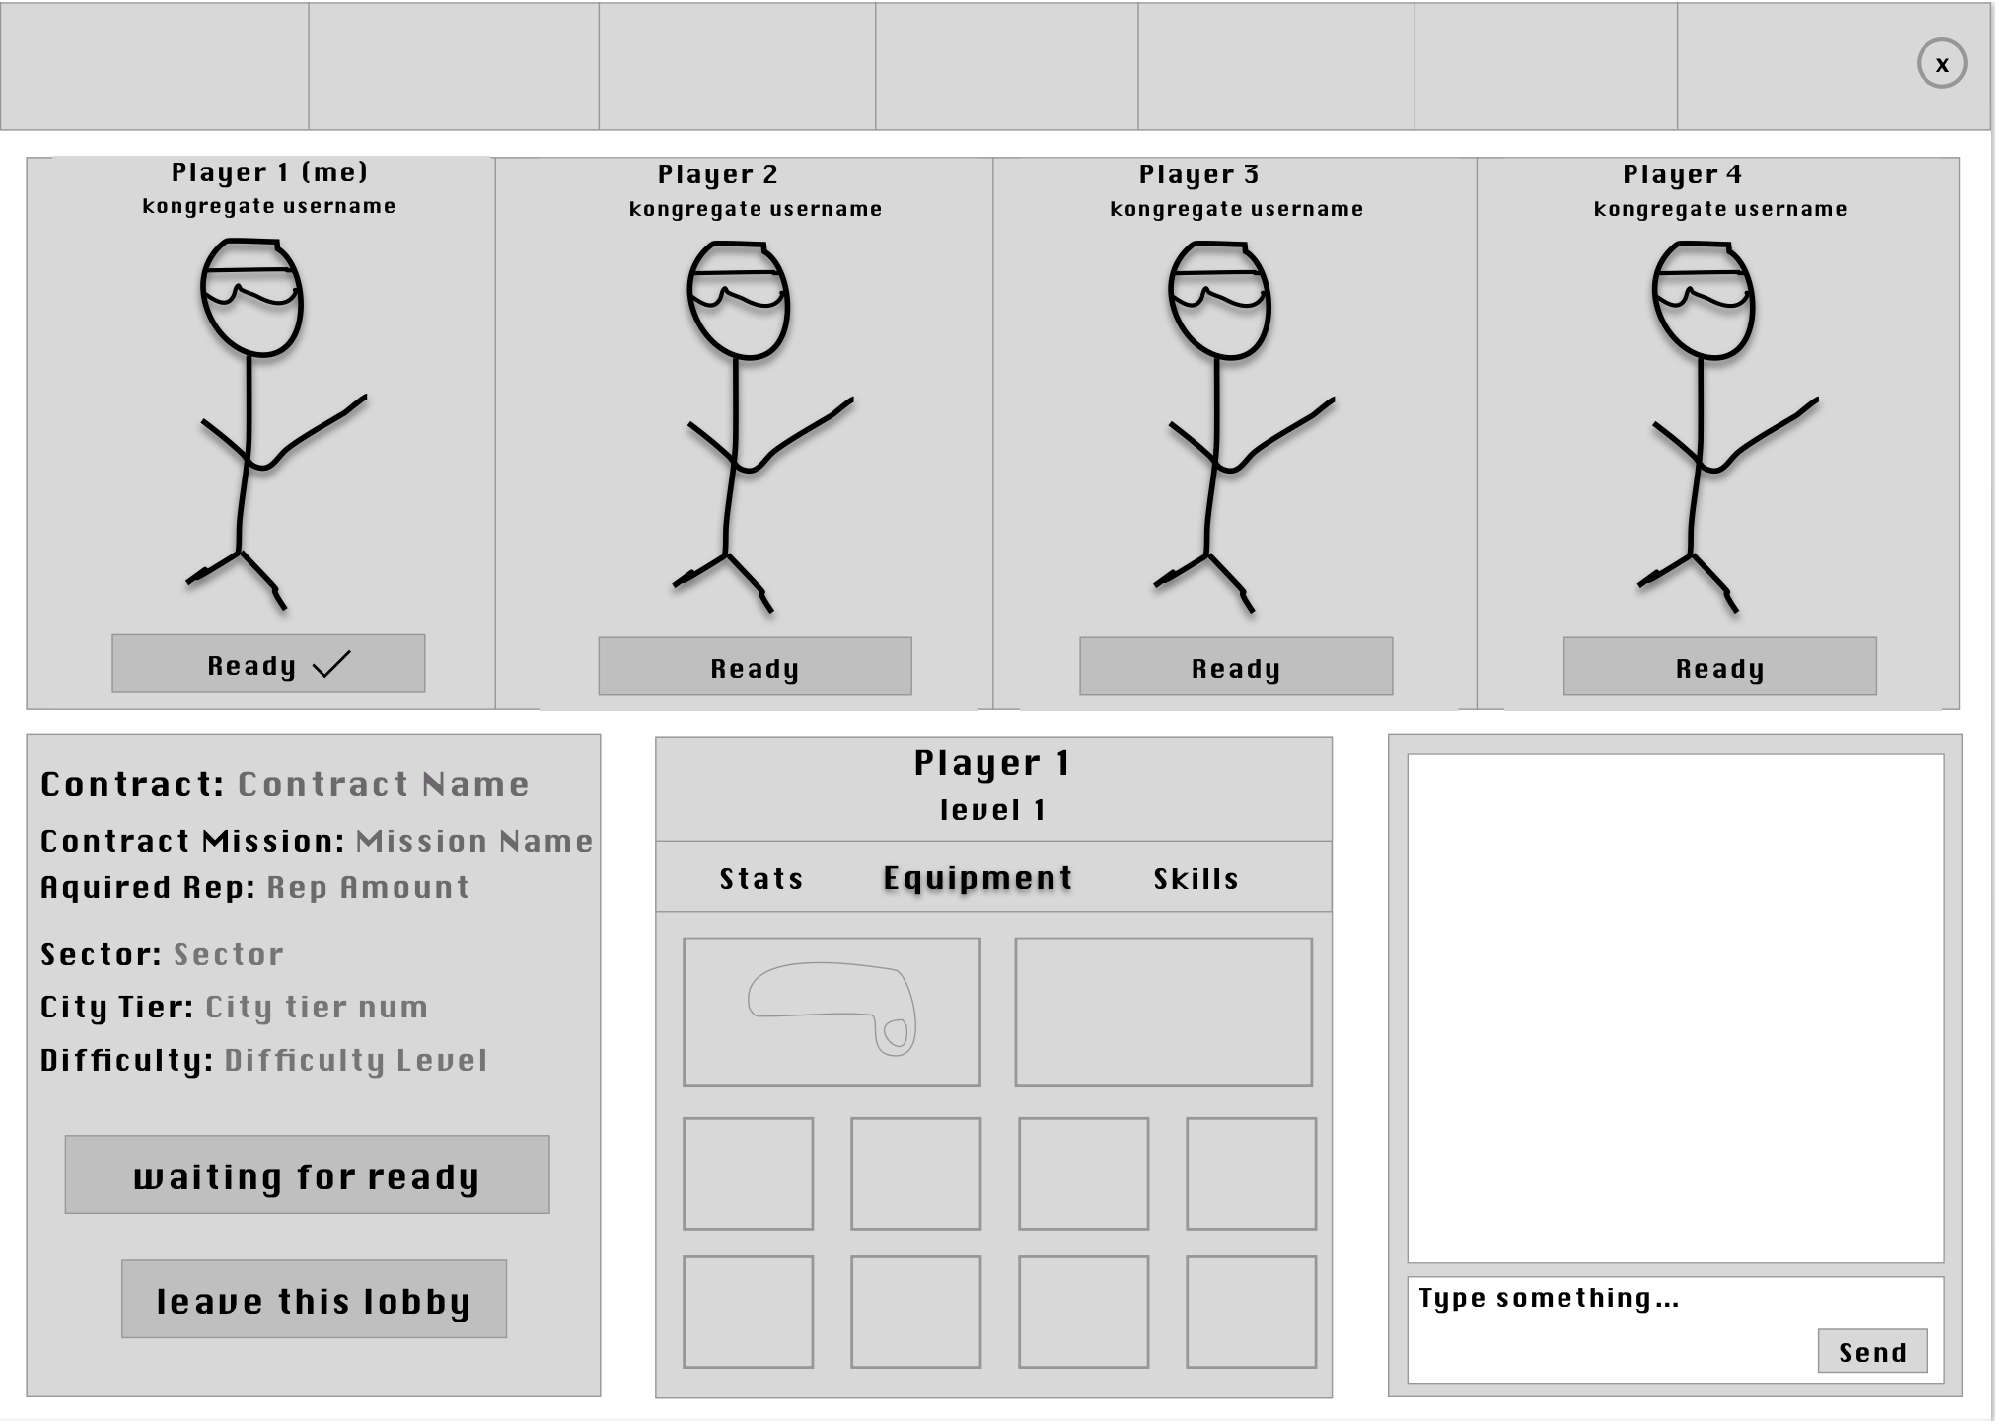 x
Player 1 (me)
kongregate username
Player 2
kongregate username
Player 3
kongregate username
Player 4
kongregate username
Ready
Ready
Ready
Ready
Contract: Contract Name
Contract Mission: Mission Name
Aquired Rep: Rep Amount
Sector: Sector
City Tier: City tier num
Difficulty: Difficulty Level
waiting for ready
leave this lobby
Player 1
level 1
Stats Equipment Skills
Type something...
Send